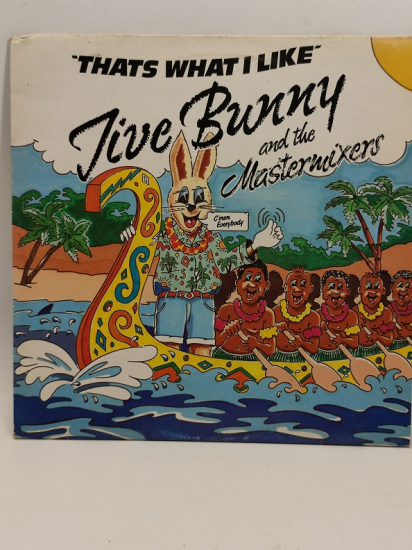 "THATS WHAT I LIKE"
Jive Bunny
and the
Mastermixers
C'mon
Everybody